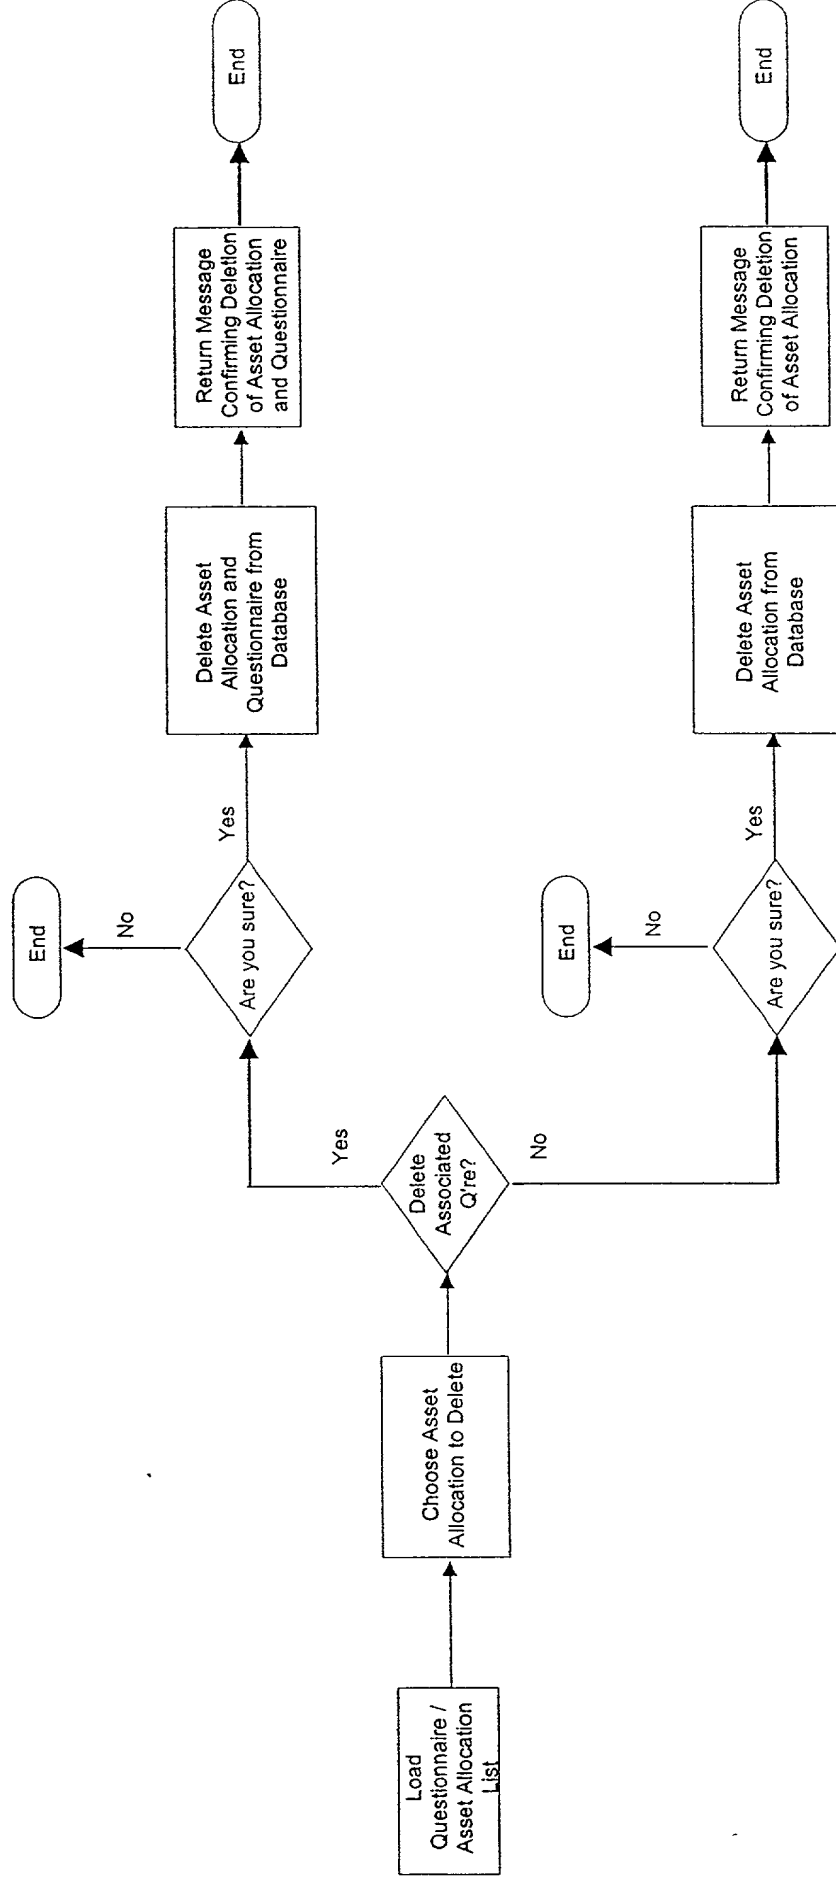 Load
Questionnaire /
Asset Allocation
List
Choose Asset
Allocation to Delete
Delete
Associated
Q're?
Yes
No
Are you sure?
No
End
Yes
Delete Asset
Allocation and
Questionnaire from
Database
Return Message
Confirming Deletion
of Asset Allocation
and Questionnaire
End
Are you sure?
No
End
Yes
Delete Asset
Allocation from
Database
Return Message
Confirming Deletion
of Asset Allocation
End